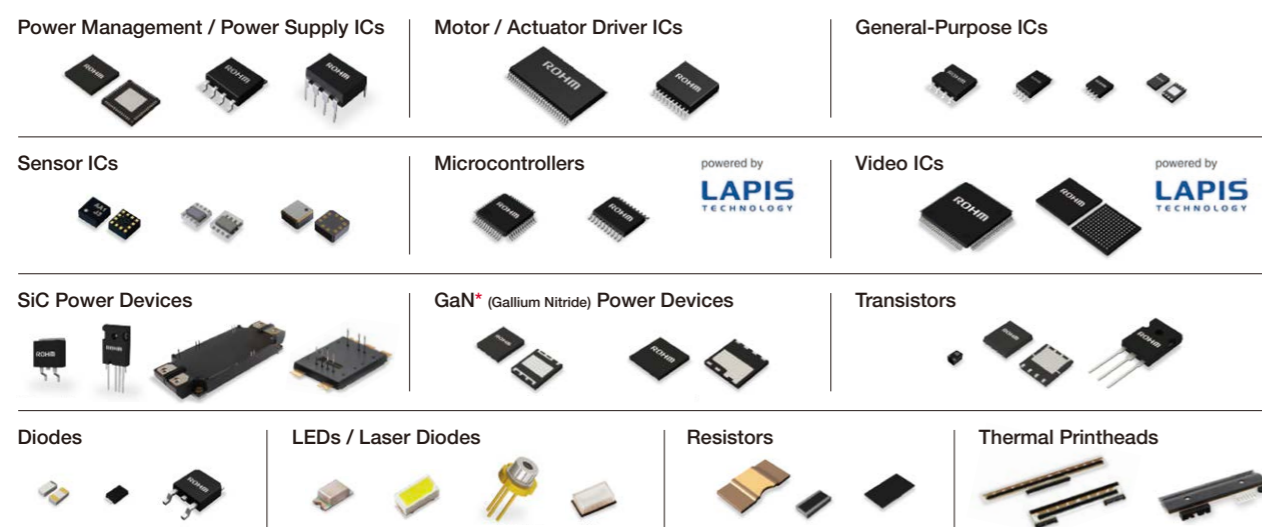 Power Management / Power Supply ICs
Motor / Actuator Driver ICs
General-Purpose ICs
ROHM
ROHM
ROHM
ROHM
ROHM
Sensor ICs
Microcontrollers
powered by
LAPIS
TECHNOLOGY
Video ICs
powered by
LAPIS
TECHNOLOGY
AA1
J3
ROHM
ROHM
ROHM
ROHM
SiC Power Devices
GaN* (Gallium Nitride) Power Devices
Transistors
ROHM
ROHM
ROHM
ROHM
ROHM
ROHM
Diodes
LEDs / Laser Diodes
Resistors
Thermal Printheads
ROHM